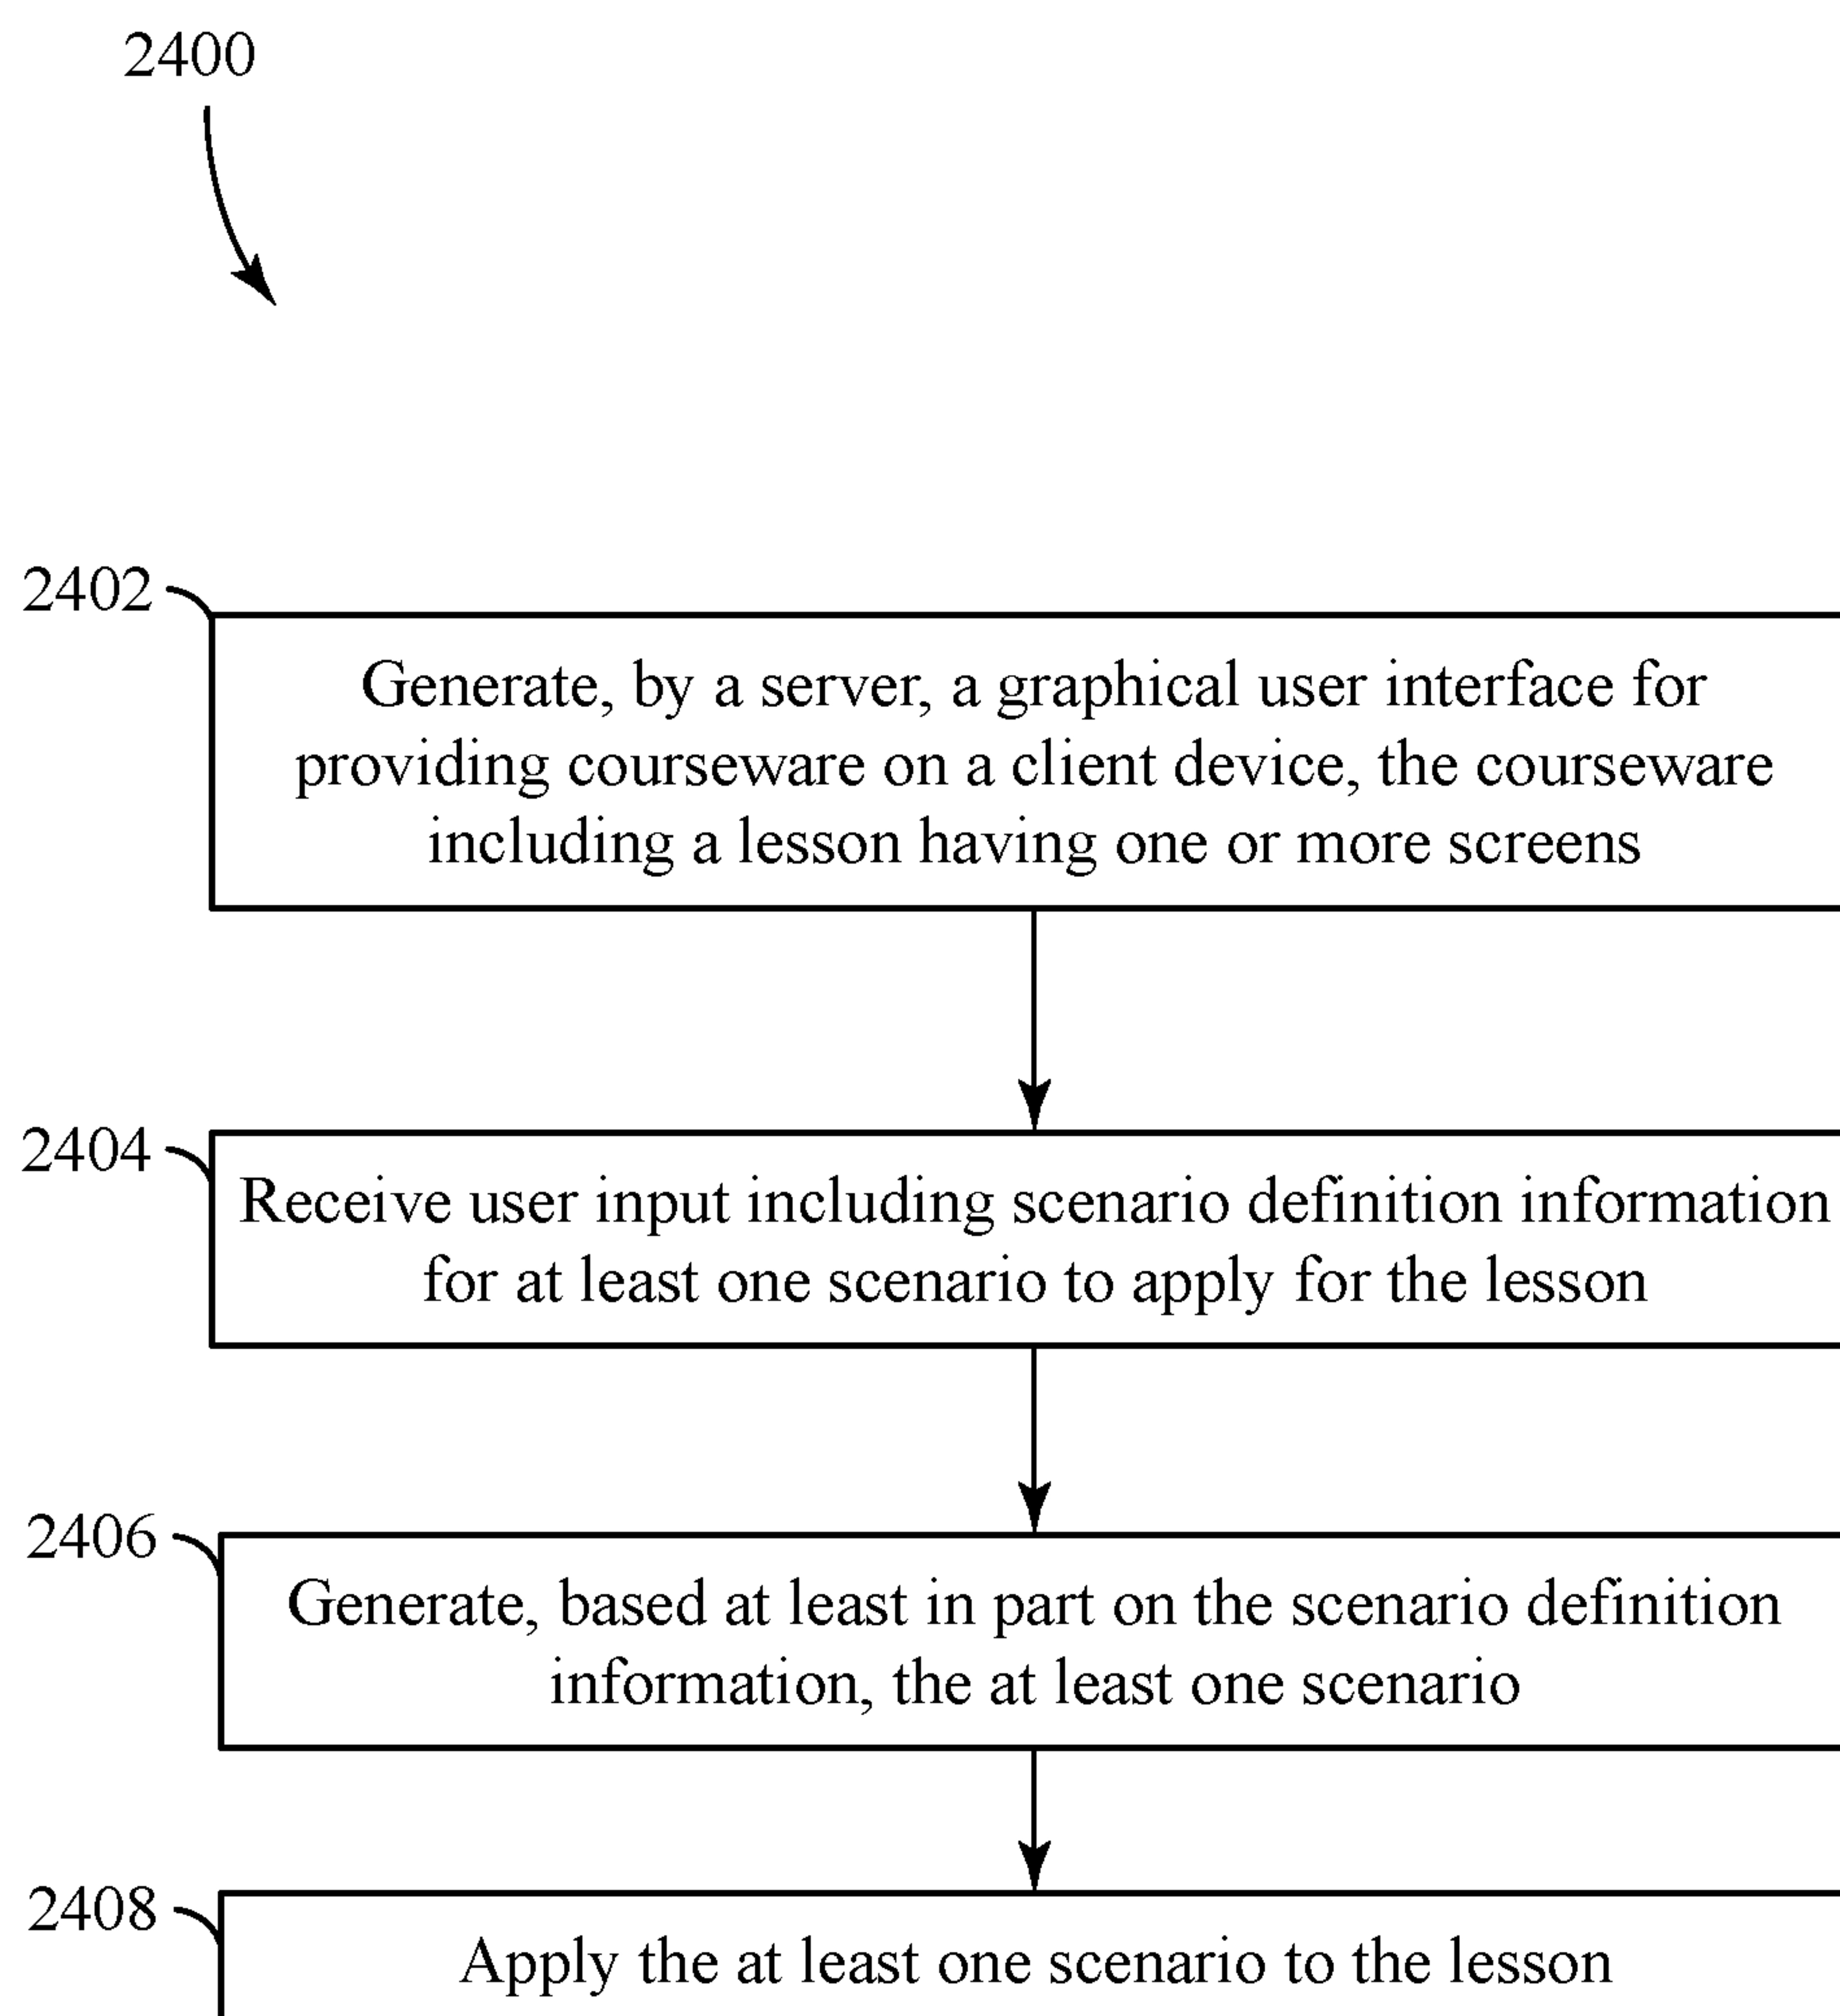 2400
2402
Generate, by a server, a graphical user interface for
providing courseware on a client device, the courseware
including a lesson having one or more screens
2404
Receive user input including scenario definition information
for at least one scenario to apply for the lesson
2406
Generate, based at least in part on the scenario definition
information, the at least one scenario
2408
Apply the at least one scenario to the lesson